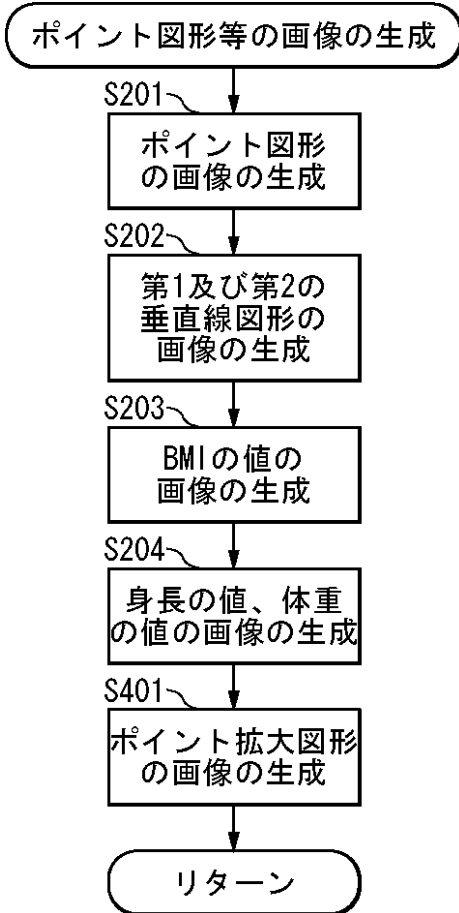 ポイント図形等の画像の生成
S201
ポイント図形
の画像の生成
S202
第1及び第2の
垂直線図形の
画像の生成
S203
BMIの値の
画像の生成
S204
身長の値、体重
の値の画像の生成
S401
ポイント拡大図形
の画像の生成
リターン